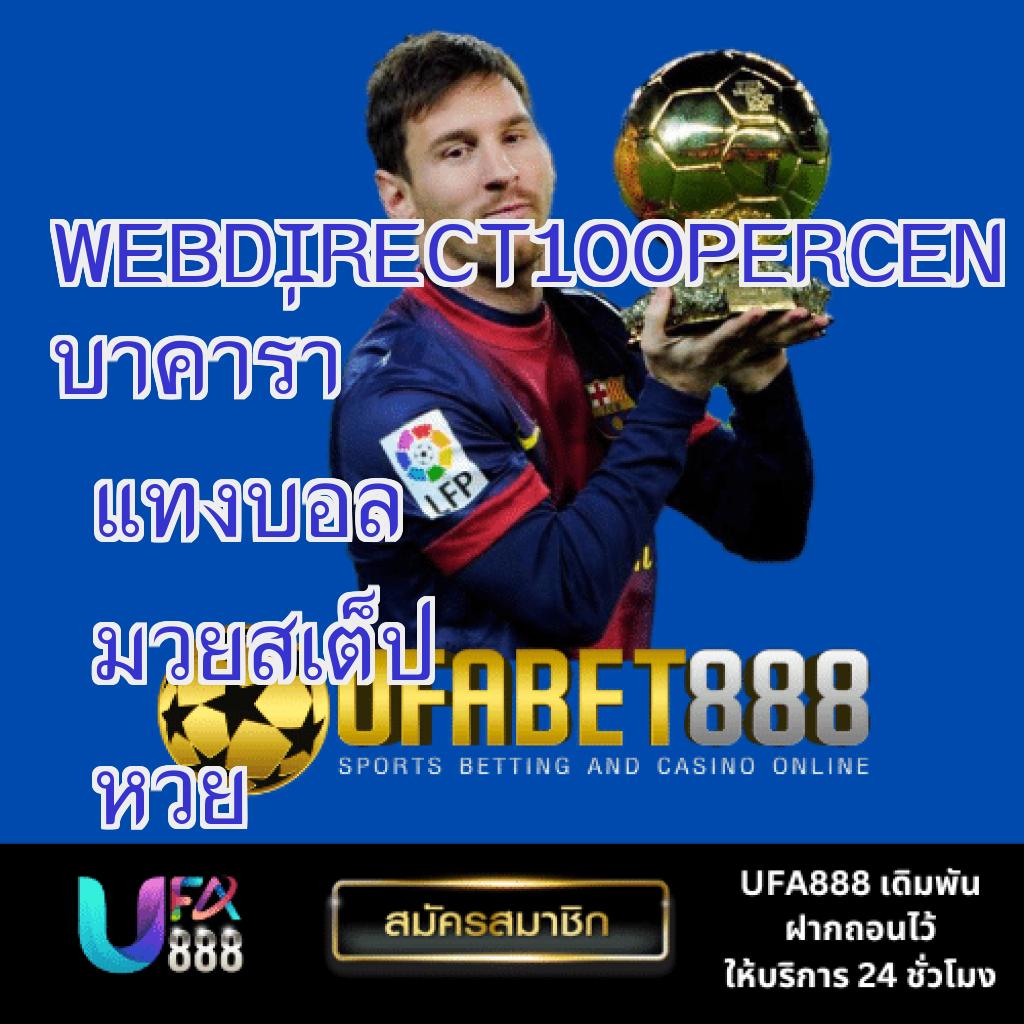 WEBDIRECT100PERCEN
บาคาร่า
LFP
แทงบอล
มวยสเต็ป
UFABET888
SPORTS BETTING AND CASINO ONLINE
หวย
UFA
888
สมัครสมาชิก
UFA888 เดิมพัน
ฝากถอนไว้
ให้บริการ 24 ชั่วโมง